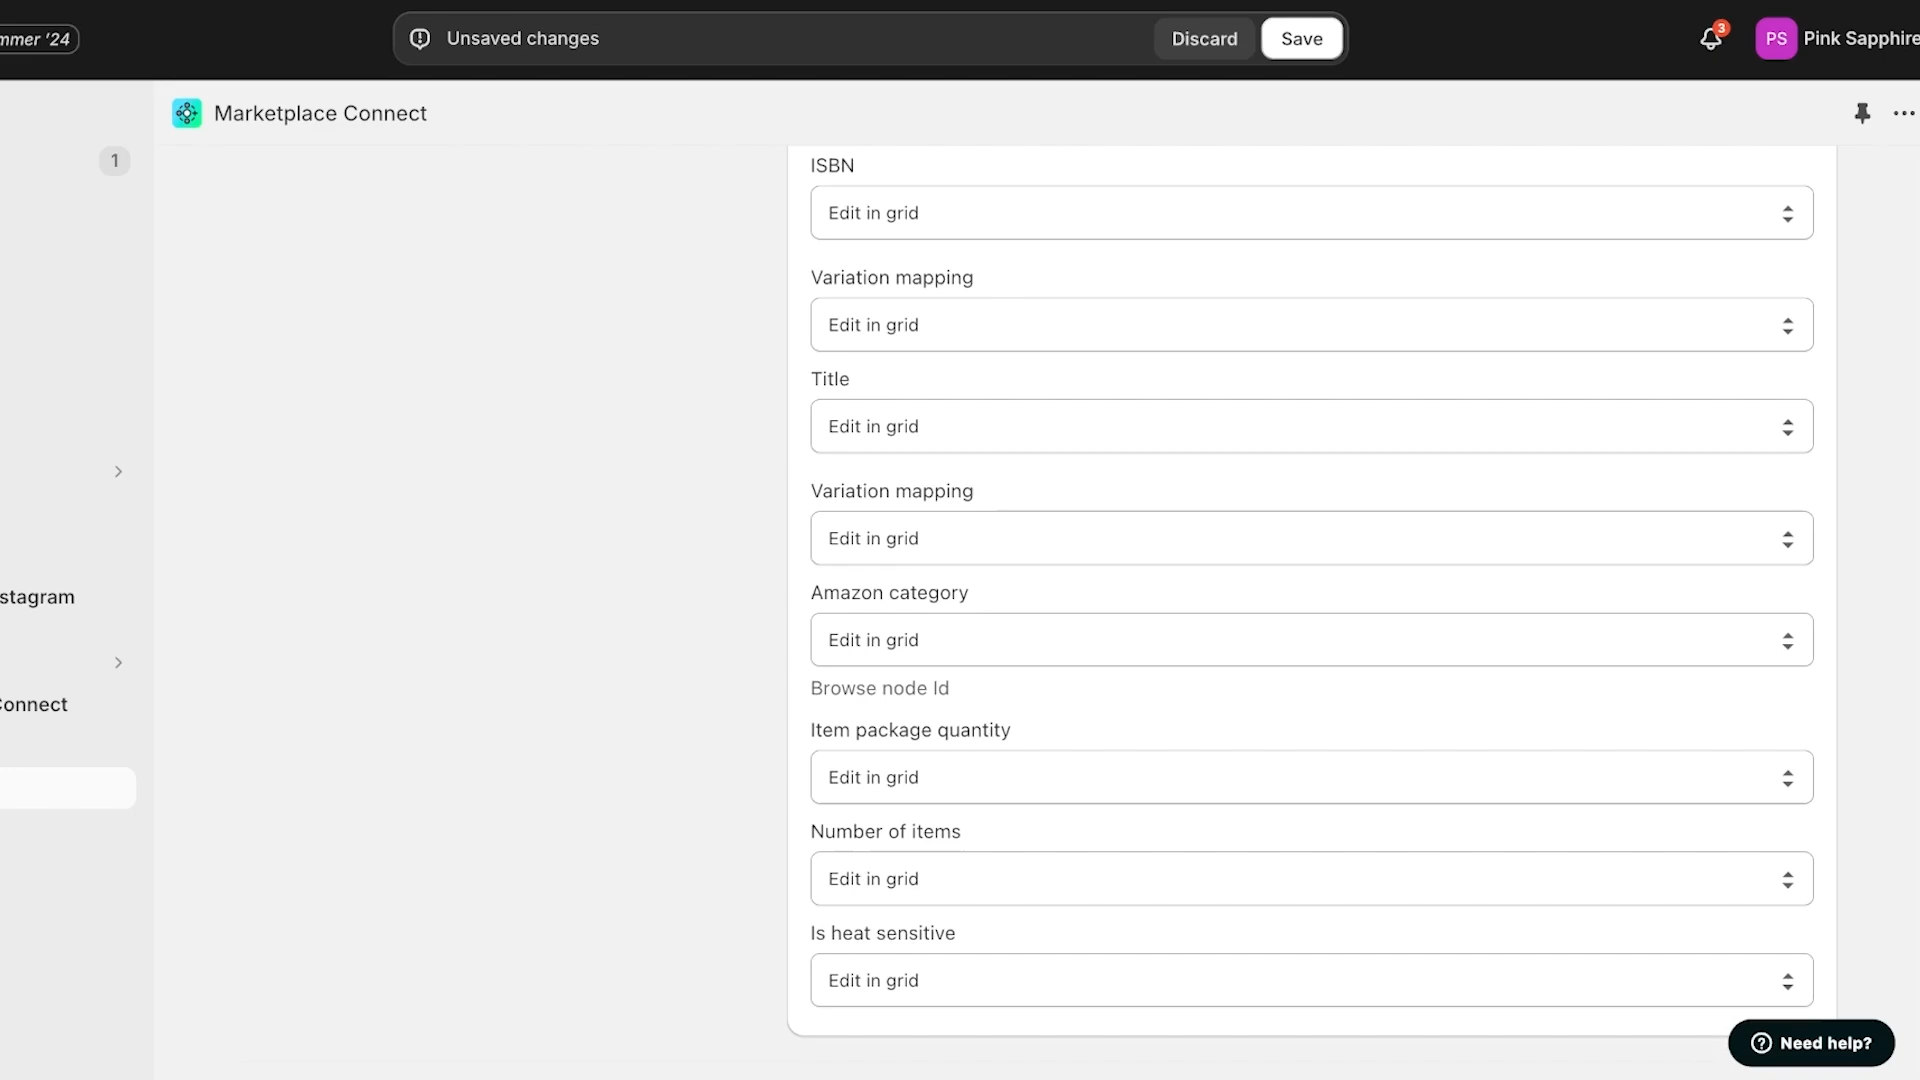 mmer '24
Unsaved changes
Discard
Save
3
PS
Pink Sapphire
Marketplace Connect
1
stagram
Connect
ISBN
Edit in grid
Variation mapping
Edit in grid
Title
Edit in grid
Variation mapping
Edit in grid
Amazon category
Edit in grid
Browse node Id
Item package quantity
Edit in grid
Number of items
Edit in grid
Is heat sensitive
Edit in grid
Need help?